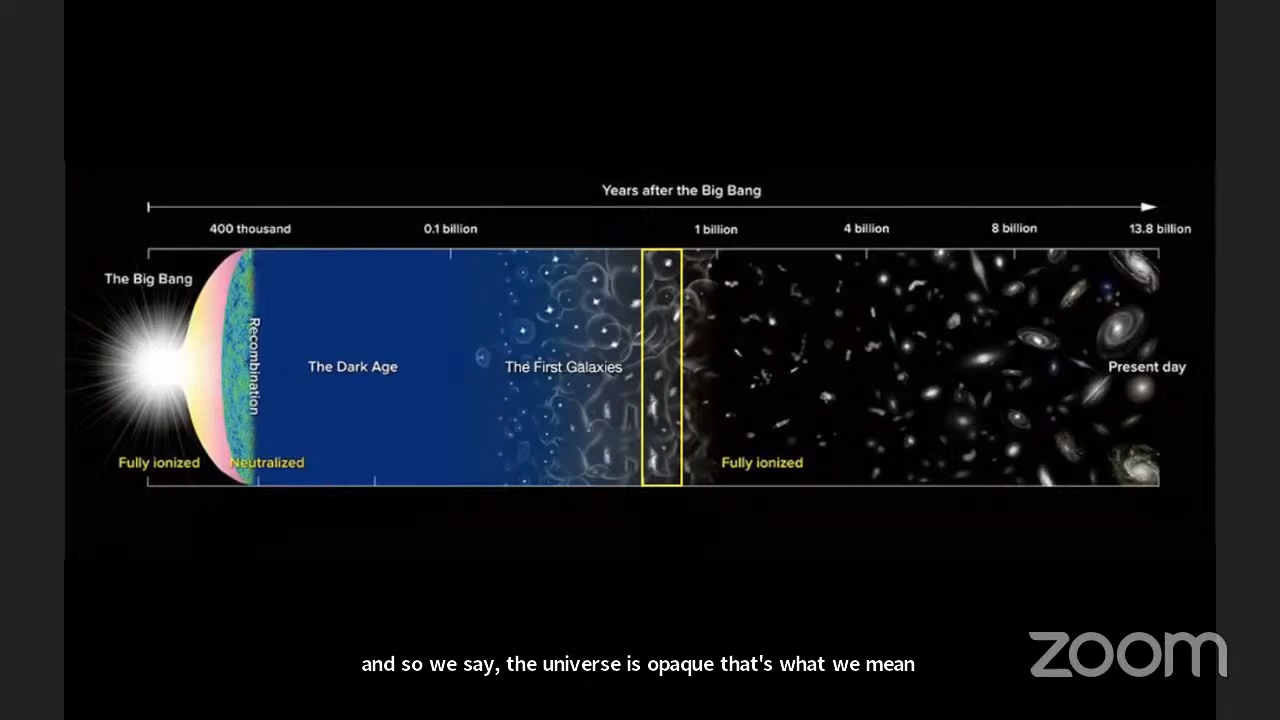 Years after the Big Bang
400 thousand
0.1 billion
1 billion
4 billion
8 billion
13.8 billion
The Big Bang
Recombination
The Dark Age
The First Galaxies
Present day
Fully ionized
Neutralized
Fully ionized
and so we say, the universe is opaque that's what we mean
zoom